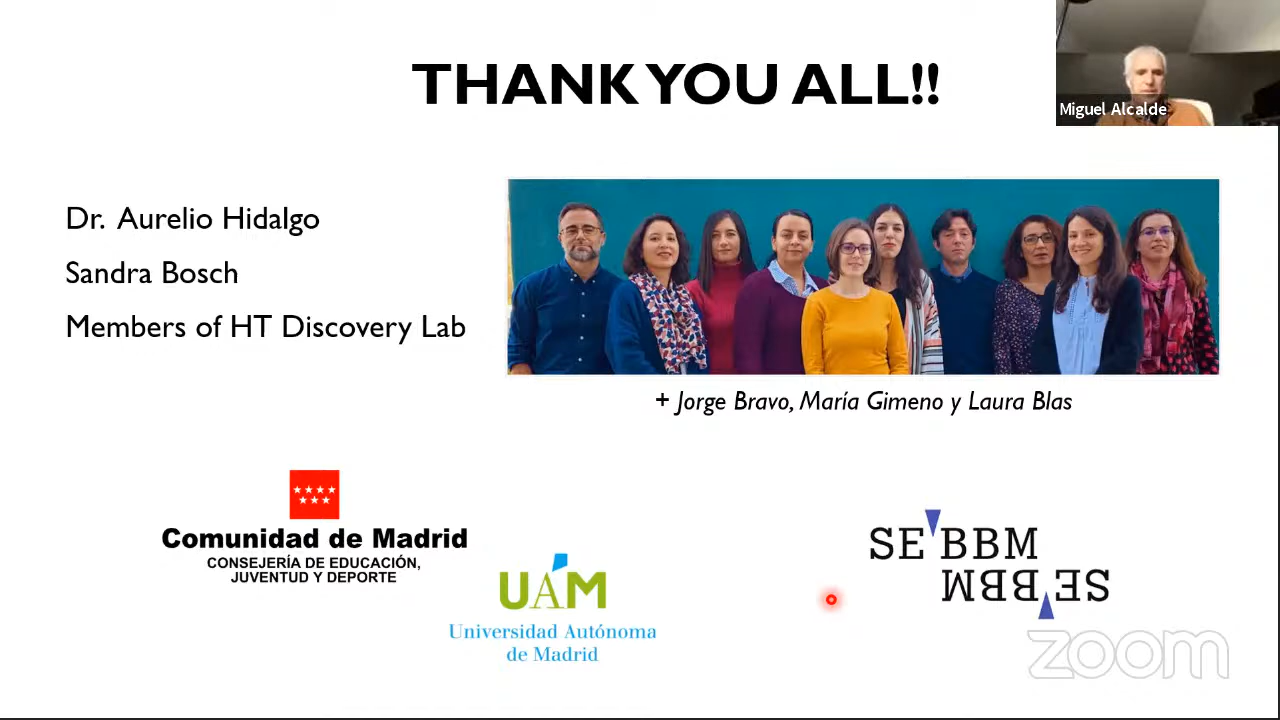 THANK YOU ALL!!
Miguel Alcalde
Dr. Aurelio Hidalgo
Sandra Bosch
Members of HT Discovery Lab
+ Jorge Bravo, María Gimeno y Laura Blas
Comunidad de Madrid
CONSEJERÍA DE EDUCACIÓN,
JUVENTUD Y DEPORTE
UAM
Universidad Autónoma
de Madrid
SEBBM
SEBBM
zoom